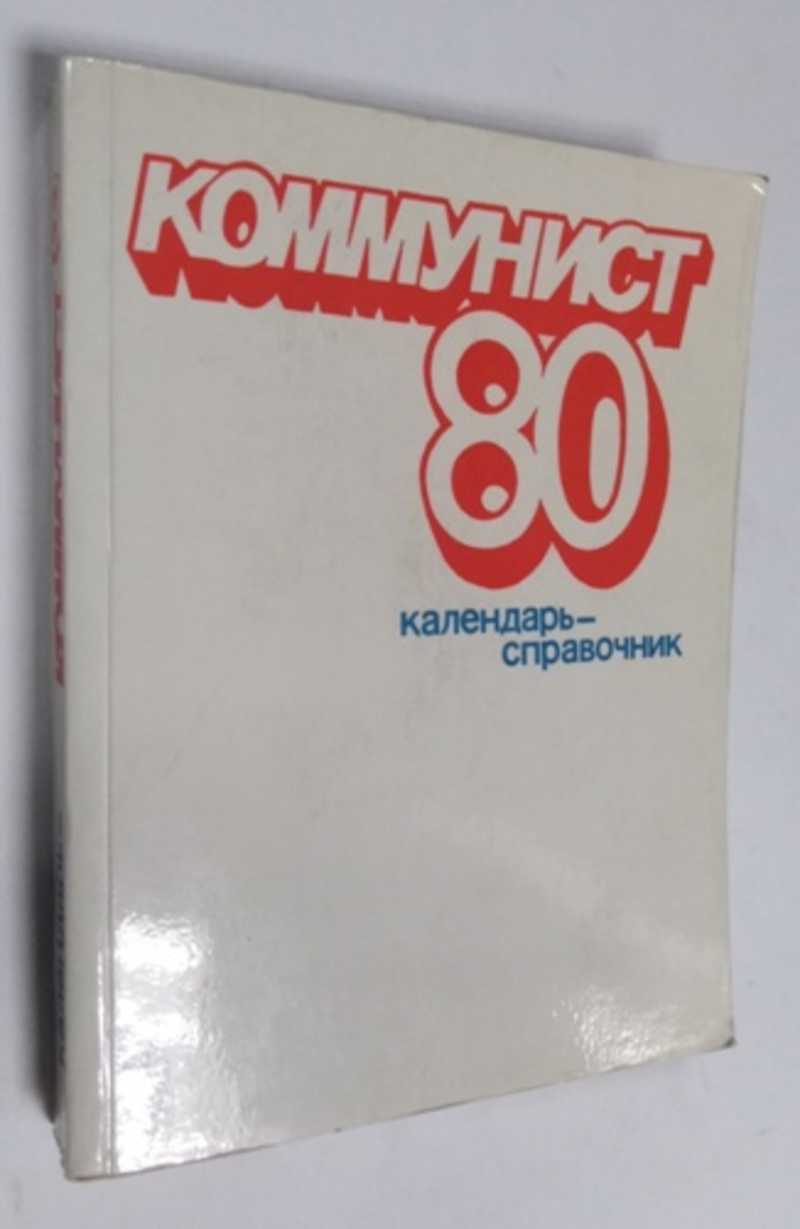 КОММУНИСТ
80
календарь–
справочник